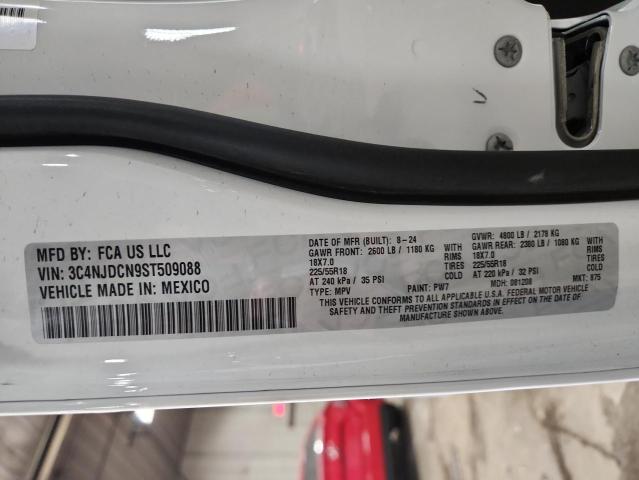 MFD BY: FCA US LLC
VIN: 3C4NJDCN9ST509088
VEHICLE MADE IN: MEXICO
DATE OF MFR (BUILT): 8-24 GVWR: 4800 LB / 2178 KG
GAWR FRONT: 2600 LB / 1180 KG WITH GAWR REAR: 2380 LB / 1080 KG WITH
18X7.0 RIMS 18X7.0 RIMS
225/55R18 TIRES 225/55R18 TIRES
AT 240 kPa / 35 PSI COLD AT 220 kPa / 32 PSI COLD
TYPE: MPV PAINT: PW7 MDH: 081208 MKT: 875
THIS VEHICLE CONFORMS TO ALL APPLICABLE U.S.A. FEDERAL MOTOR VEHICLE
SAFETY AND THEFT PREVENTION STANDARDS IN EFFECT ON THE DATE OF
MANUFACTURE SHOWN ABOVE.